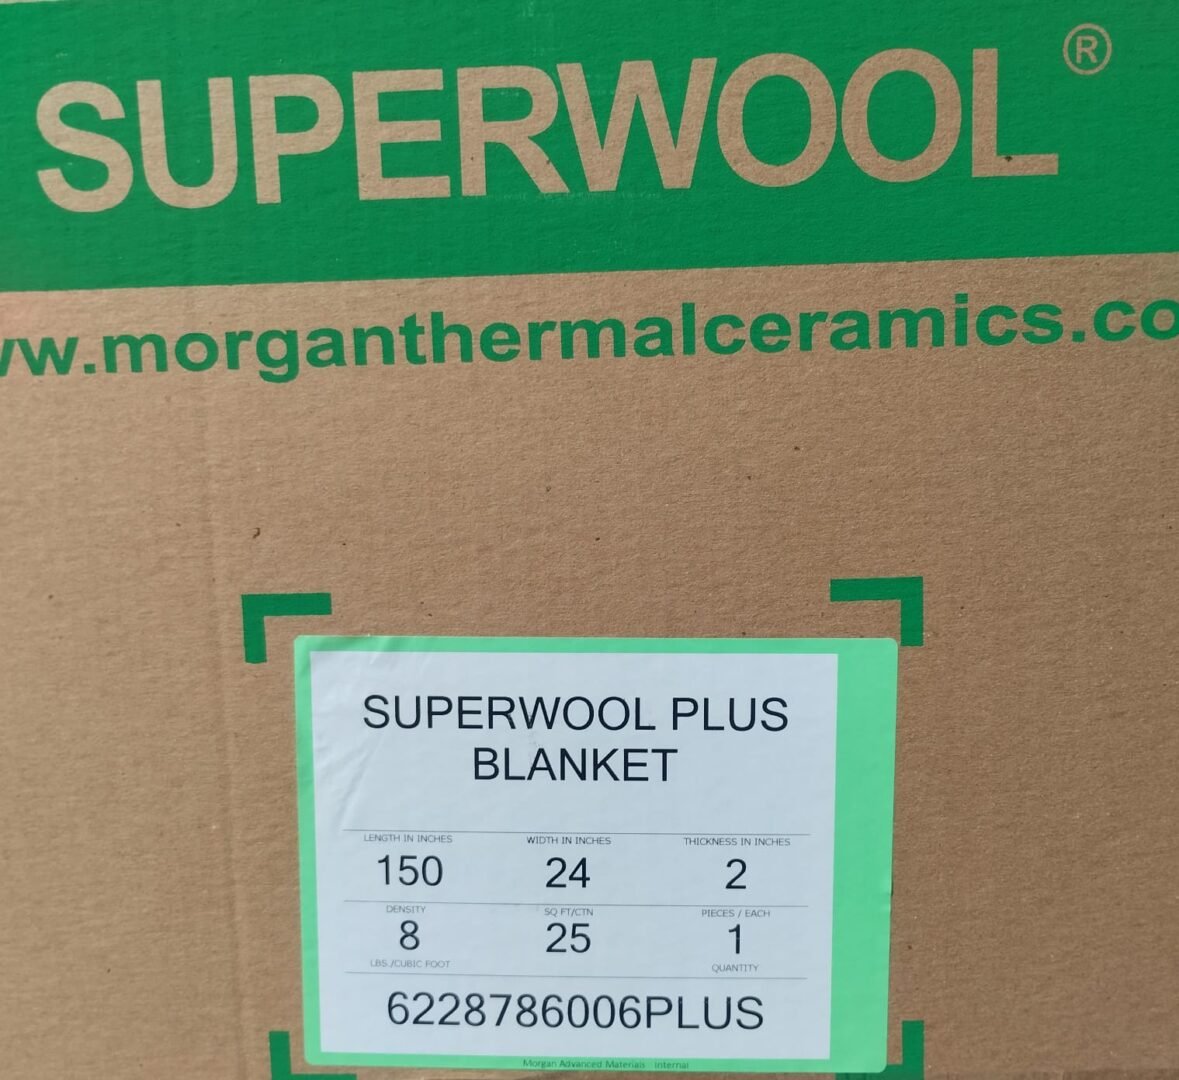 SUPERWOOL®
ww.morganthermalceramics.co
SUPERWOOL PLUS
BLANKET
LENGTH IN INCHES WIDTH IN INCHES THICKNESS IN INCHES
150 24 2
DENSITY SQ FT/CTN PIECES / EACH
8 25 1
LBS./CUBIC FOOT QUANTITY
6228786006PLUS
Morgan Advanced Materials Internal